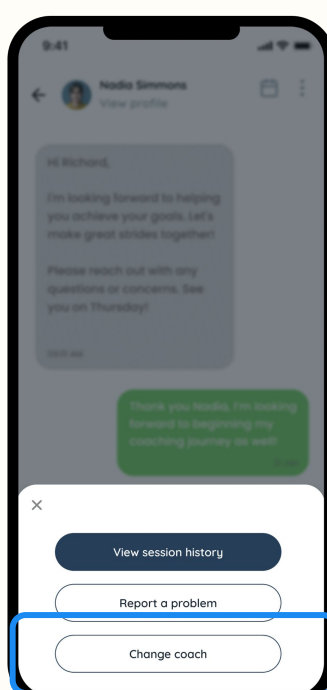 9:41
Nadia Simmons
View profile
Hi Richard,
I'm looking forward to helping
you achieve your goals. Let's
make great strides together!
Please reach out with any
questions or concerns. See
you on Thursday!
Thank you Nadia, I'm looking
forward to beginning my
coaching journey as well!
View session history
Report a problem
Change coach